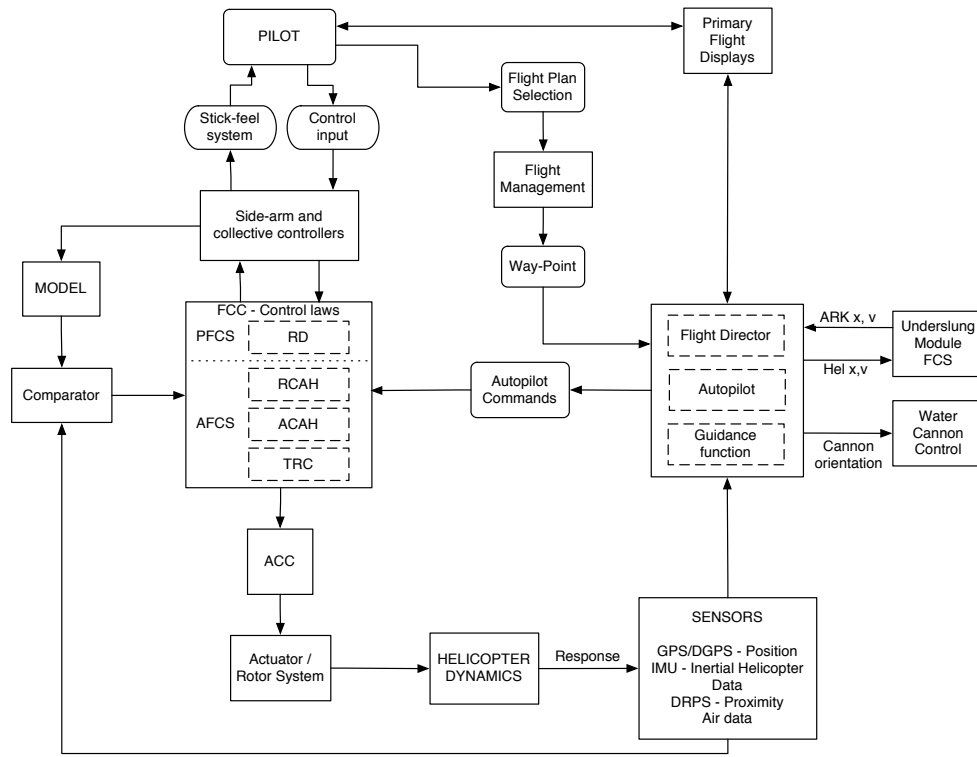 PILOT
Primary
Flight
Displays
Flight Plan
Selection
Stick-feel
system
Control
input
Flight
Management
Side-arm and
collective controllers
Way-Point
MODEL
FCC - Control laws
PFCS
RD
RCAH
AFCS
ACAH
TRC
Comparator
Autopilot
Commands
Flight Director
Autopilot
Guidance
function
ARK x, v
Hel x,v
Underslung
Module
FCS
Cannon
orientation
Water
Cannon
Control
ACC
Actuator /
Rotor System
HELICOPTER
DYNAMICS
Response
SENSORS
GPS/DGPS - Position
IMU - Inertial Helicopter
Data
DRPS - Proximity
Air data